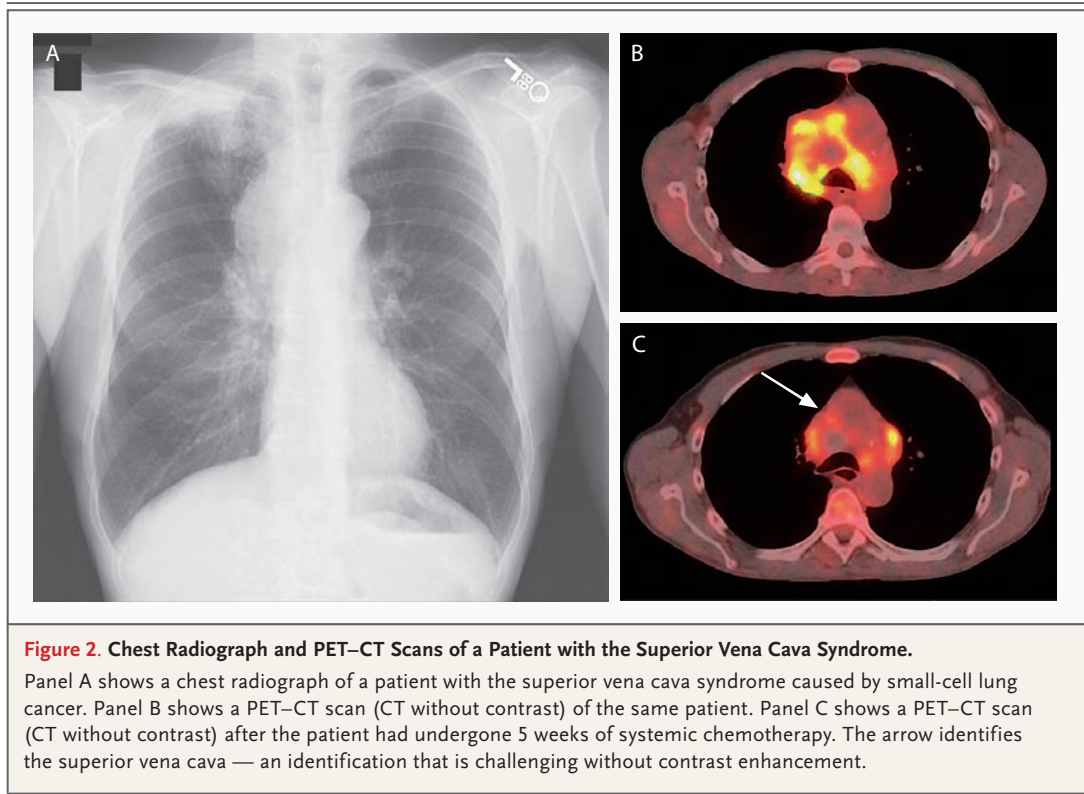 A
B
C
Figure 2. Chest Radiograph and PET–CT Scans of a Patient with the Superior Vena Cava Syndrome.
Panel A shows a chest radiograph of a patient with the superior vena cava syndrome caused by small-cell lung
cancer. Panel B shows a PET–CT scan (CT without contrast) of the same patient. Panel C shows a PET–CT scan
(CT without contrast) after the patient had undergone 5 weeks of systemic chemotherapy. The arrow identifies
the superior vena cava — an identification that is challenging without contrast enhancement.